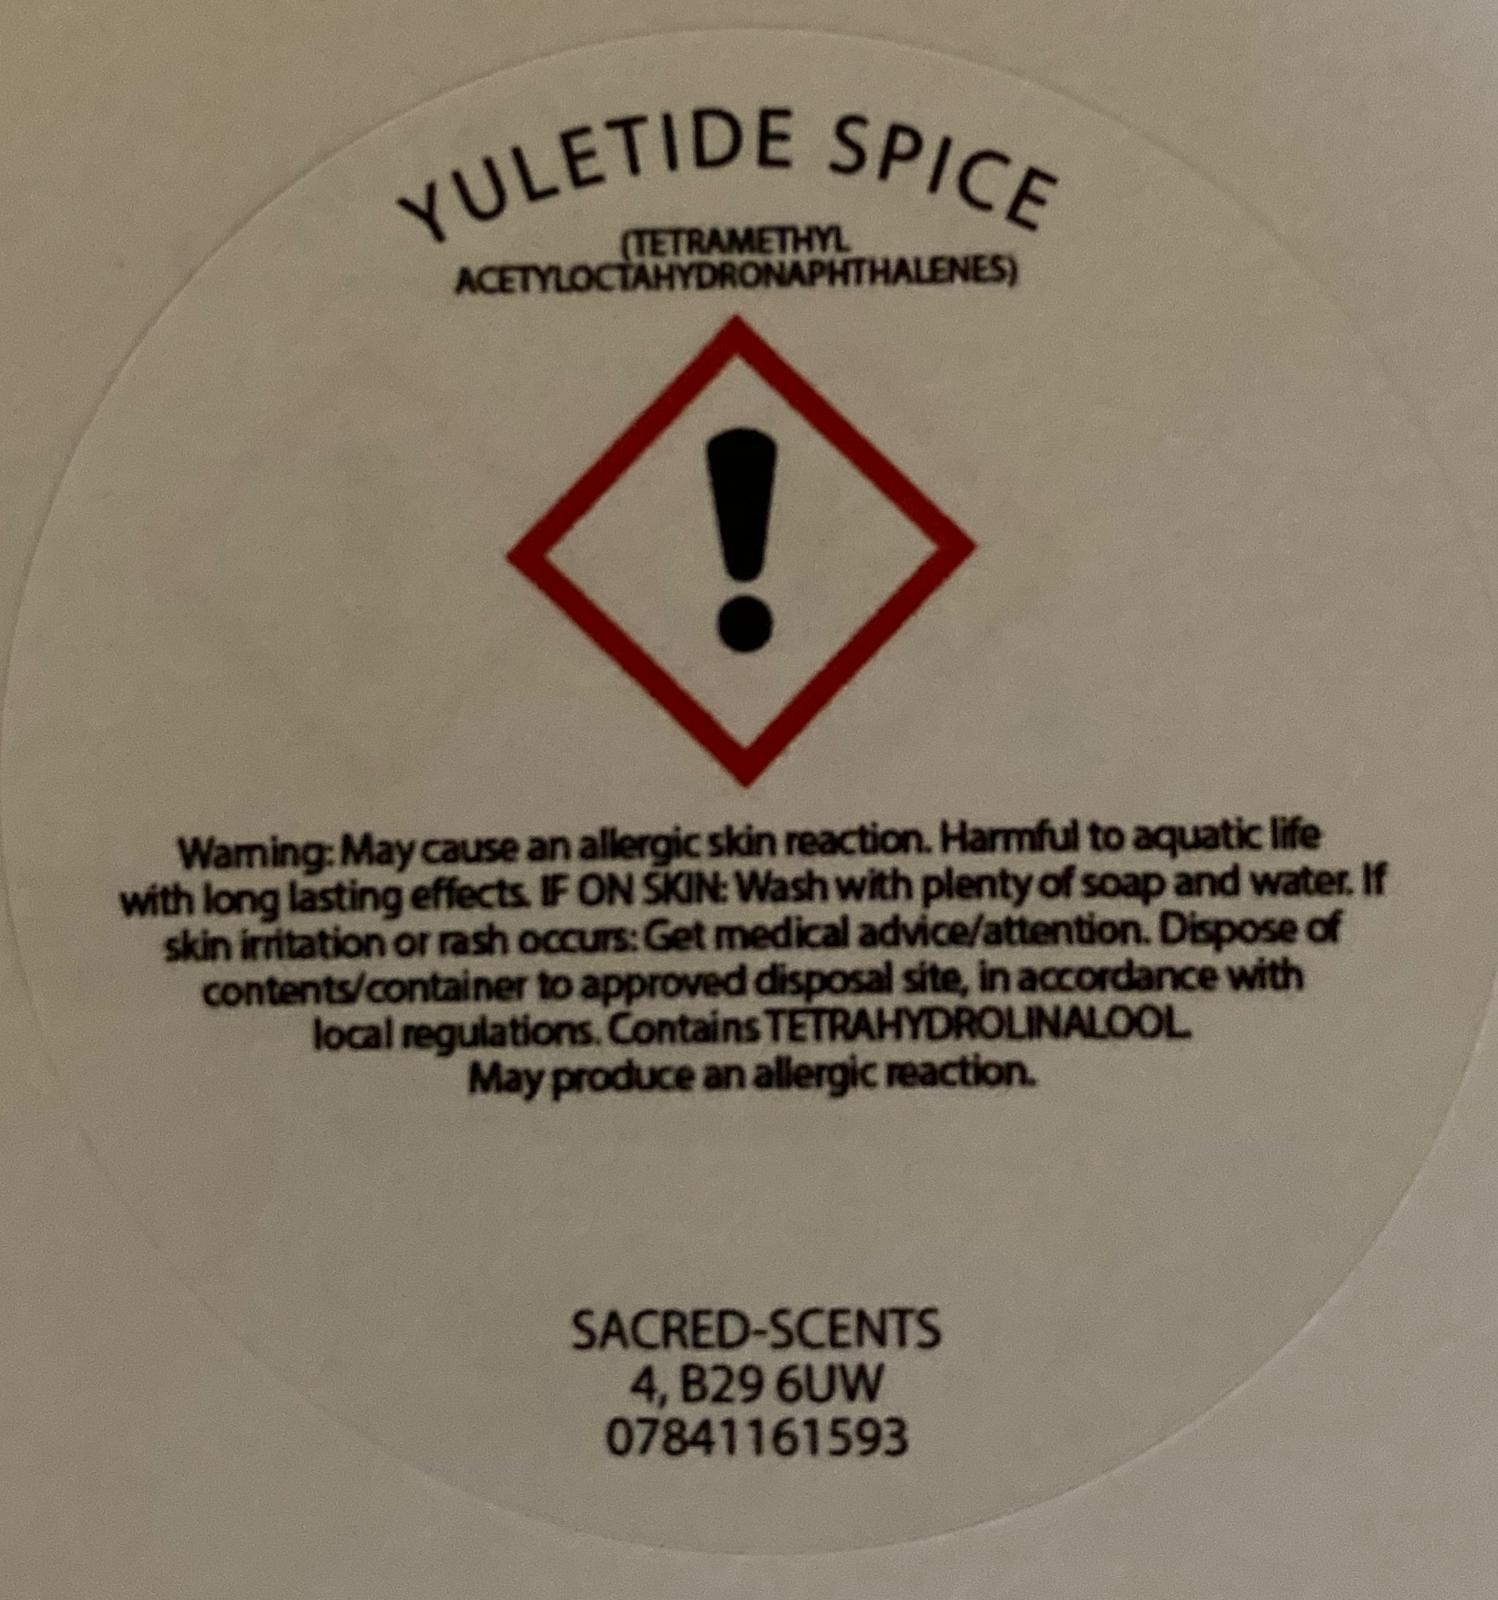 YULETIDE SPICE
(TETRAMETHYL
ACETYLOCTAHYDRONAPHTHALENES)
!
Warning: May cause an allergic skin reaction. Harmful to aquatic life
with long lasting effects. IF ON SKIN: Wash with plenty of soap and water. If
skin irritation or rash occurs: Get medical advice/attention. Dispose of
contents/container to approved disposal site, in accordance with
local regulations. Contains TETRAHYDROLINALOOL.
May produce an allergic reaction.
SACRED-SCENTS
4, B29 6UW
07841161593